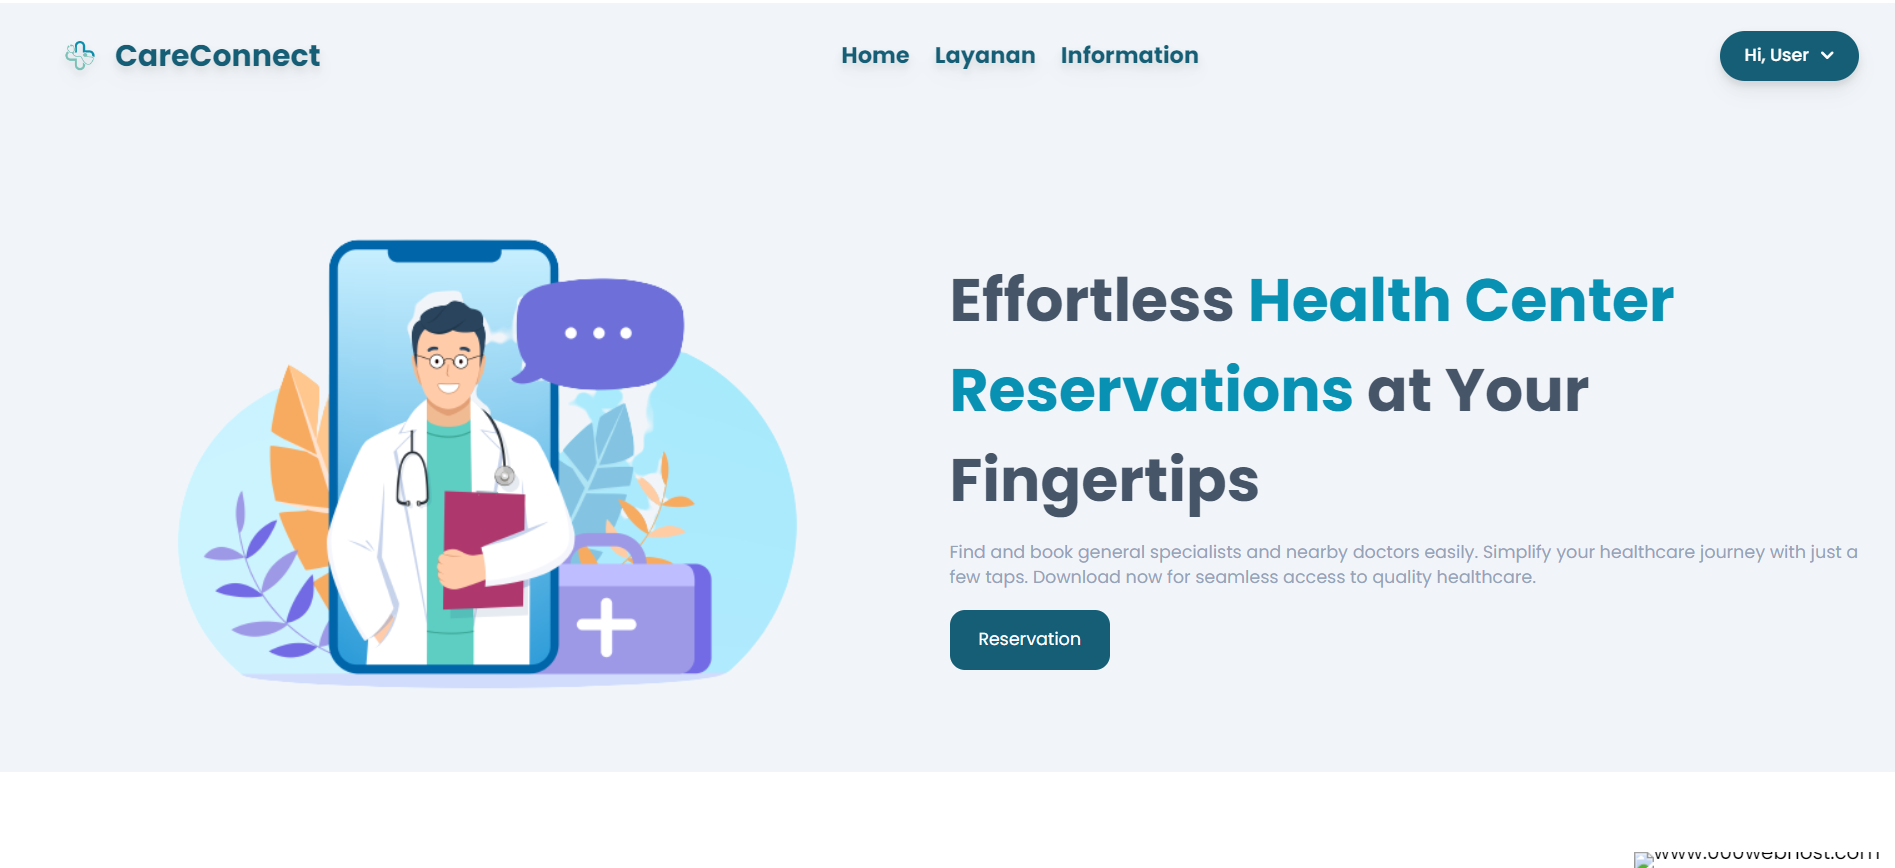 CareConnect
Home Layanan Information
Hi, User
Effortless Health Center
Reservations at Your
Fingertips
Find and book general specialists and nearby doctors easily. Simplify your healthcare journey with just a
few taps. Download now for seamless access to quality healthcare.
Reservation
www.000webhost.com